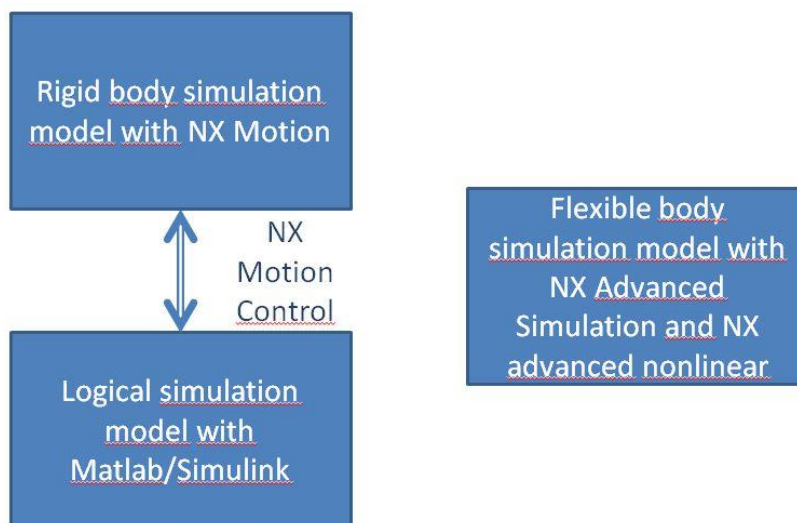 Rigid body simulation
model with NX Motion
NX
Motion
Control
Logical simulation
model with
Matlab/Simulink
Flexible body
simulation model with
NX Advanced
Simulation and NX
advanced nonlinear